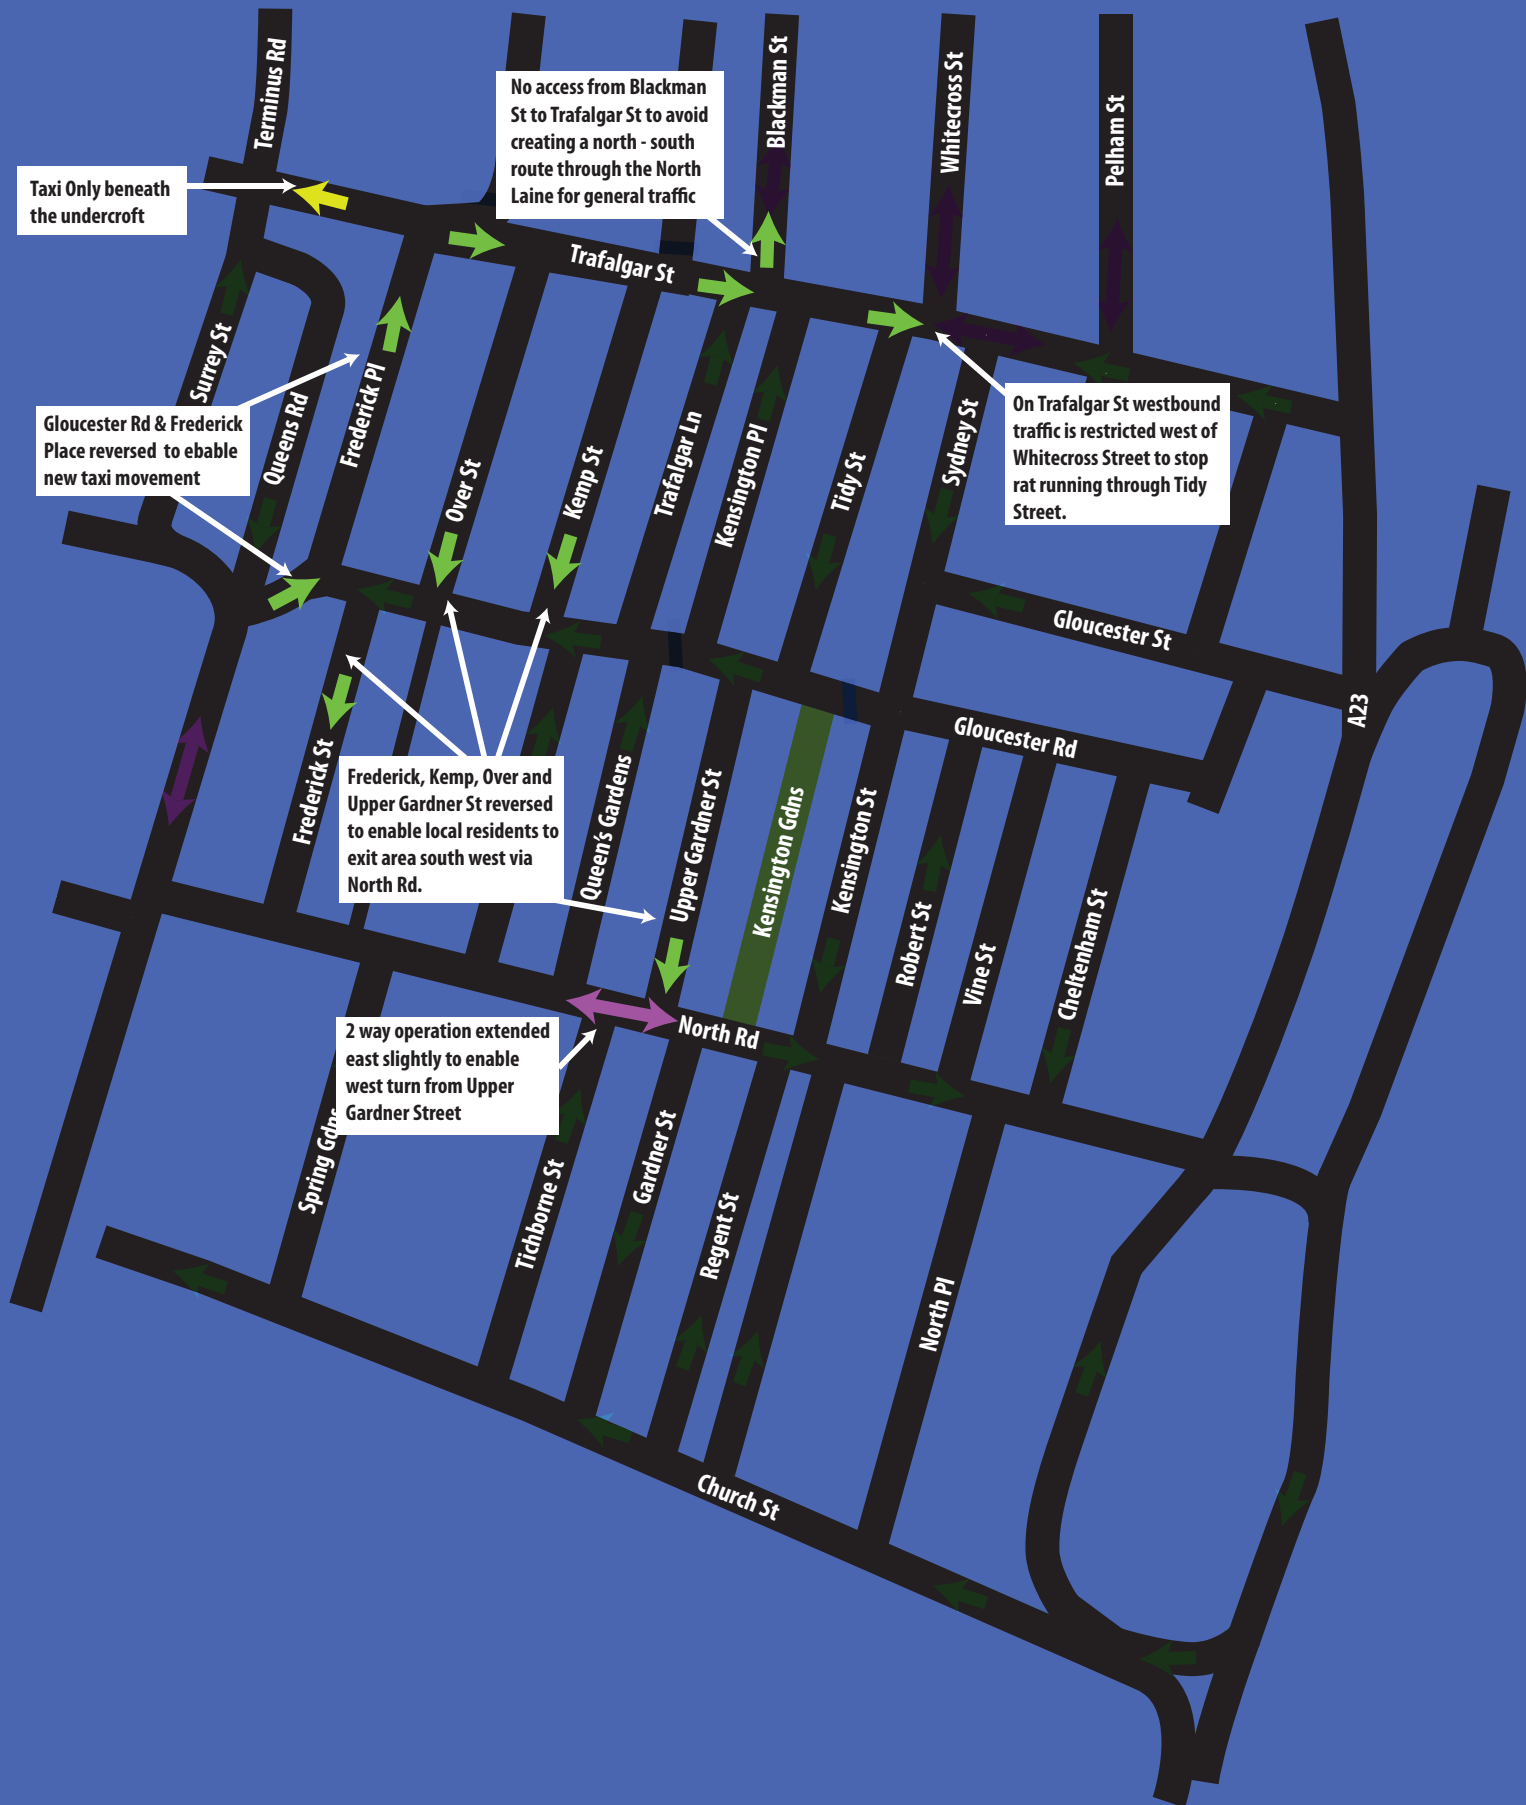 Terminus Rd
Blackman St
Whitecross St
Pelham St
No access from Blackman
St to Trafalgar St to avoid
creating a north - south
route through the North
Laine for general traffic
Taxi Only beneath
the undercroft
Trafalgar St
Surrey St
Queens Rd
Frederick Pl
Gloucester Rd & Frederick
Place reversed to ebable
new taxi movement
Over St
Kemp St
Trafalgar Ln
Kensington Pl
Tidy St
Sydney St
On Trafalgar St westbound
traffic is restricted west of
Whitecross Street to stop
rat running through Tidy
Street.
Gloucester St
A23
Gloucester Rd
Frederick St
Frederick, Kemp, Over and
Upper Gardner St reversed
to enable local residents to
exit area south west via
North Rd.
Queen's Gardens
Upper Gardner St
Kensington Gdns
Kensington St
Robert St
Vine St
Cheltenham St
North Rd
2 way operation extended
east slightly to enable
west turn from Upper
Gardner Street
Spring Gdns
Tichborne St
Gardner St
Regent St
North Pl
Church St